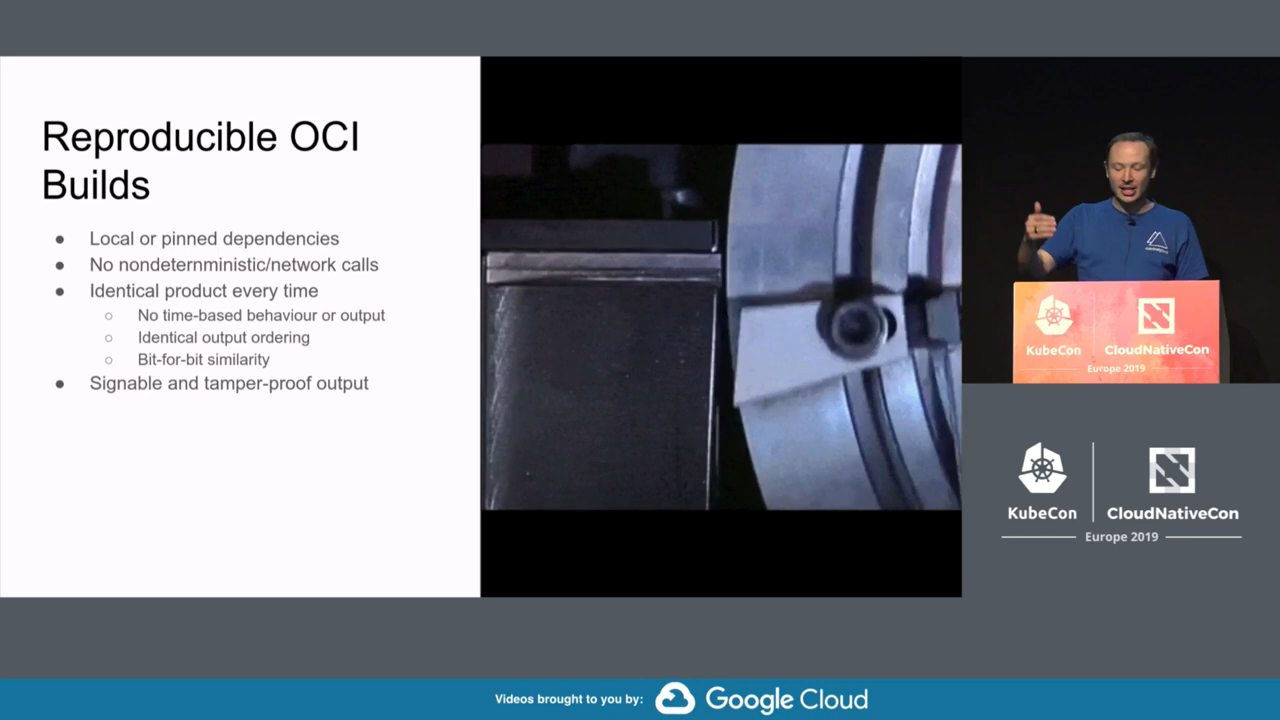 Reproducible OCI
Builds
● Local or pinned dependencies
● No nondeternministic/network calls
● Identical product every time
○ No time-based behaviour or output
○ Identical output ordering
○ Bit-for-bit similarity
● Signable and tamper-proof output
KubeCon
CloudNativeCon
Europe 2019
KubeCon
CloudNativeCon
Europe 2019
Videos brought to you by:
Google Cloud